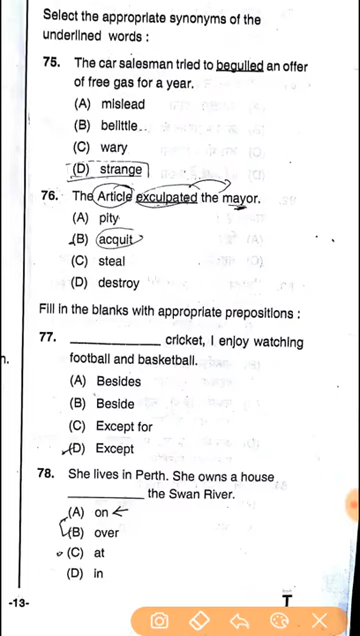 Select the appropriate synonyms of the
underlined words :
75. The car salesman tried to beguiled an offer
of free gas for a year.
(A) mislead
(B) belittle
(C) wary
(D) strange
76. The Article exculpated the mayor.
(A) pity
(B) acquit
(C) steal
(D) destroy
Fill in the blanks with appropriate prepositions :
77. ____________ cricket, I enjoy watching
football and basketball.
(A) Besides
(B) Beside
(C) Except for
(D) Except
n.
78. She lives in Perth. She owns a house
____________ the Swan River.
(A) on
(B) over
(C) at
(D) in
-13-
T